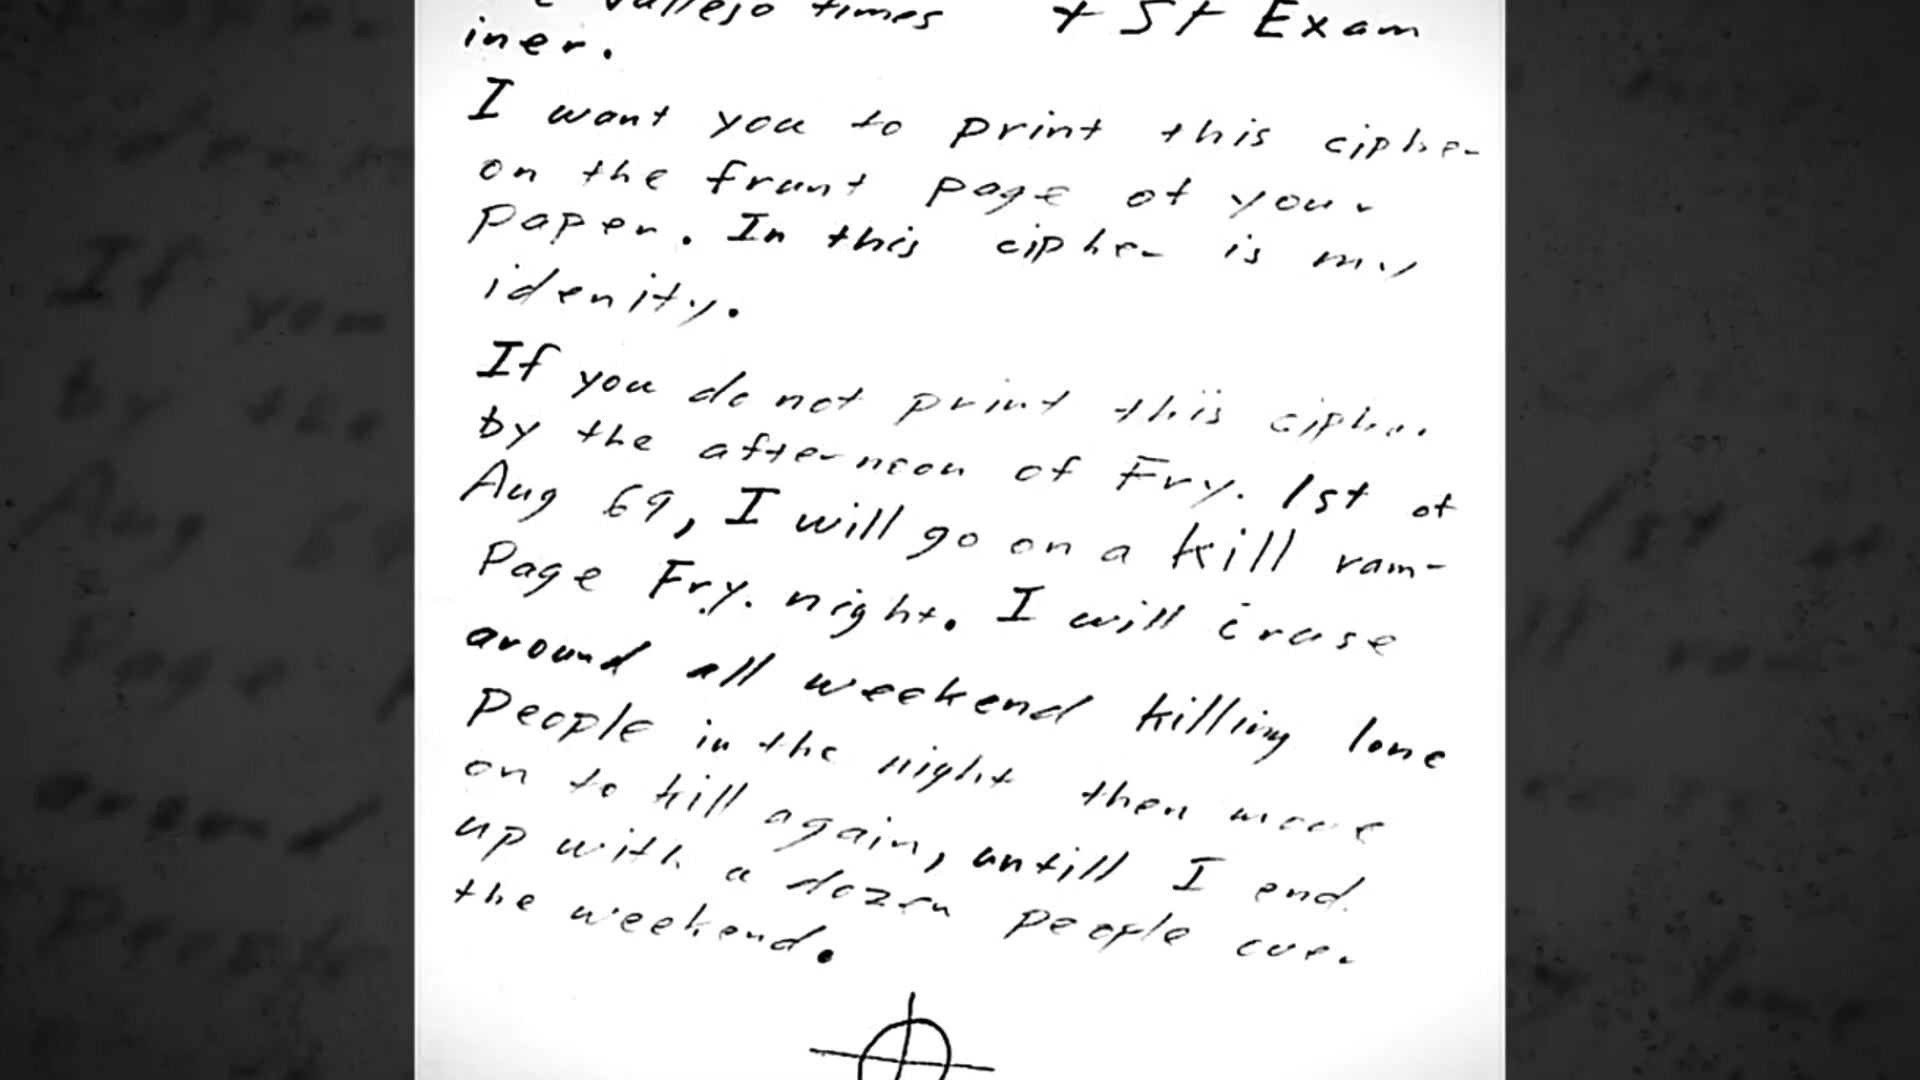 Vallejo times + SF Exam
iner.
I want you to print this cipher
on the frunt page of your
paper. In this cipher is my
idenity.
If you do not print this cipher
by the afternoon of Fry. 1st of
Aug 69, I will go on a kill ram-
Page Fry. night. I will cruse
around all weekend killing lone
People in the night then move
on to kill again, untill I end
up with a dozen people over
the weekend.